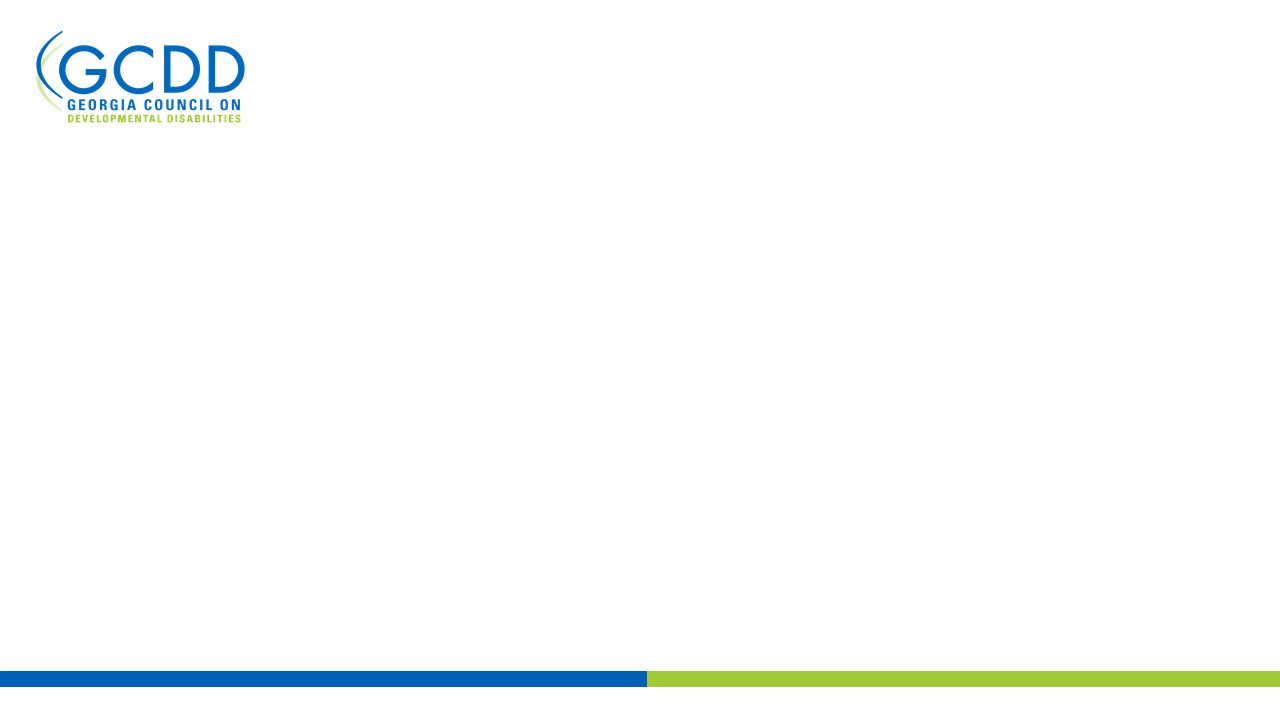 GCDD
GEORGIA COUNCIL ON
DEVELOPMENTAL DISABILITIES